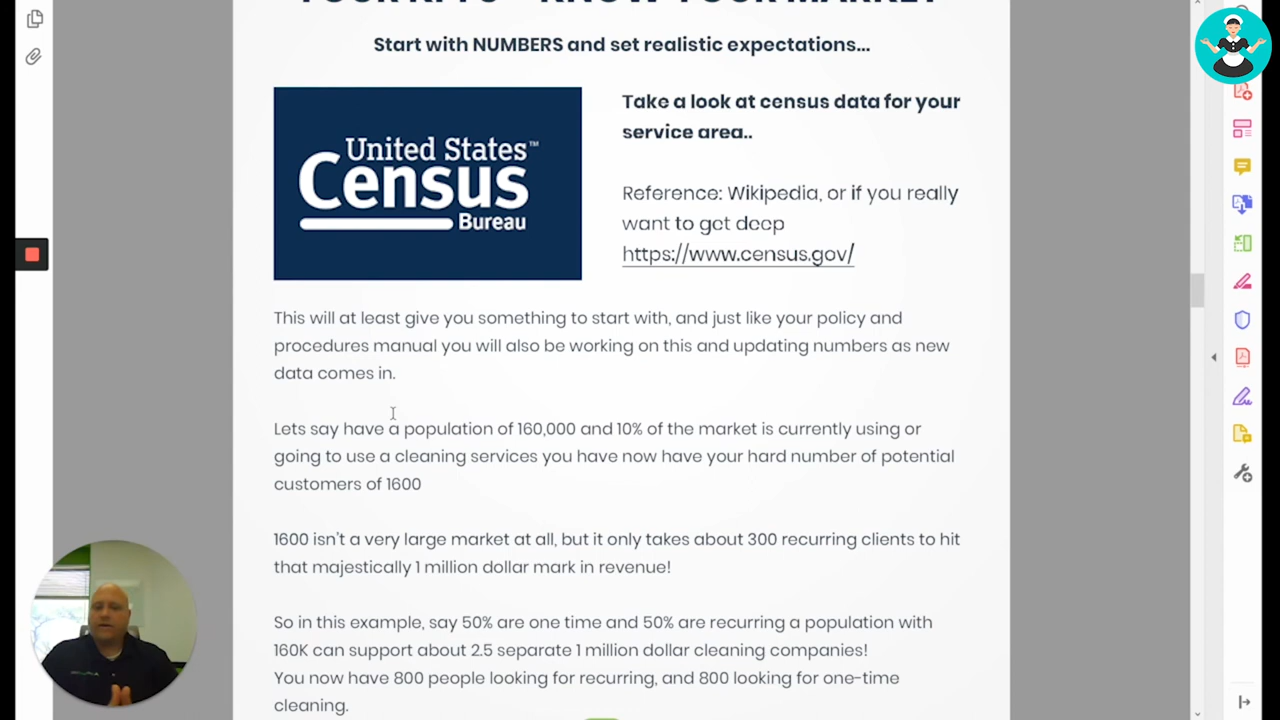 YOUR KPI'S - KNOW YOUR MARKET
Start with NUMBERS and set realistic expectations...
United States™
Census
Bureau
Take a look at census data for your
service area..
Reference: Wikipedia, or if you really
want to get deep
https://www.census.gov/
This will at least give you something to start with, and just like your policy and
procedures manual you will also be working on this and updating numbers as new
data comes in.
Lets say have a population of 160,000 and 10% of the market is currently using or
going to use a cleaning services you have now have your hard number of potential
customers of 1600
1600 isn't a very large market at all, but it only takes about 300 recurring clients to hit
that majestically 1 million dollar mark in revenue!
So in this example, say 50% are one time and 50% are recurring a population with
160K can support about 2.5 separate 1 million dollar cleaning companies!
You now have 800 people looking for recurring, and 800 looking for one-time
cleaning.